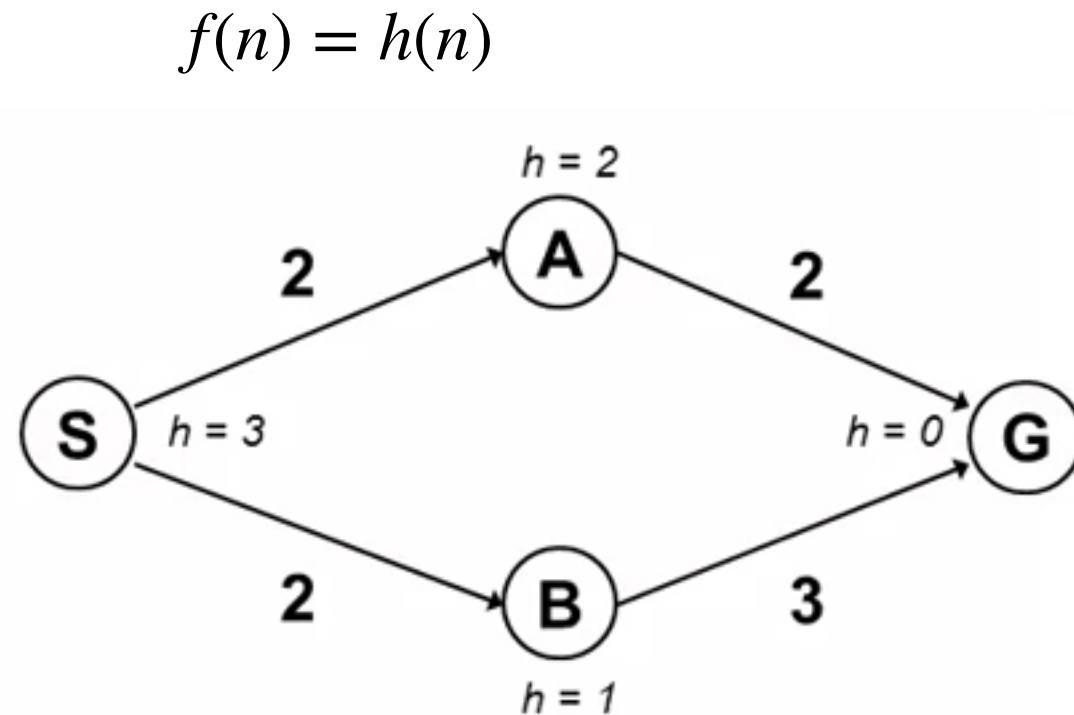 f(n) = h(n)
h = 2
A
2
2
S
h = 3
h = 0
G
2
B
3
h = 1